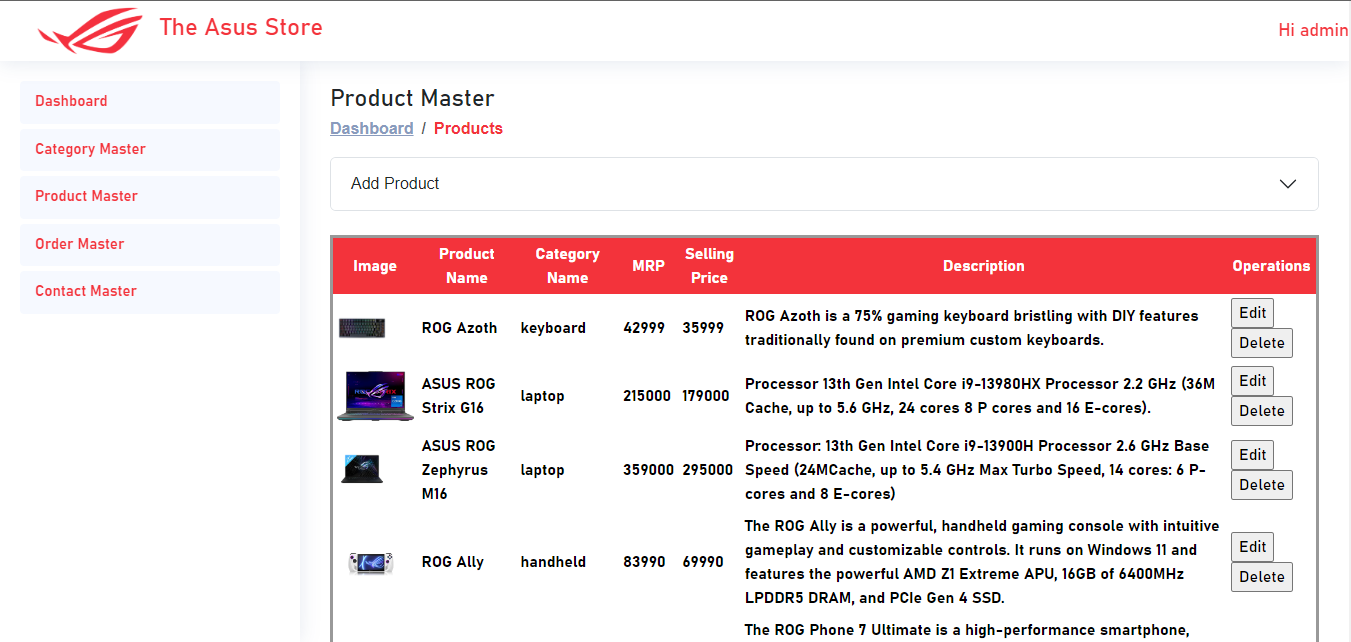 The Asus Store
Hi admin
Dashboard
Category Master
Product Master
Order Master
Contact Master
Product Master
Dashboard / Products
Add Product
Image
Product
Name
Category
Name
MRP
Selling
Price
Description
Operations
ROG Azoth
keyboard
42999
35999
ROG Azoth is a 75% gaming keyboard bristling with DIY features
traditionally found on premium custom keyboards.
Edit
Delete
ASUS ROG
Strix G16
laptop
215000
179000
Processor 13th Gen Intel Core i9-13980HX Processor 2.2 GHz (36M
Cache, up to 5.6 GHz, 24 cores 8 P cores and 16 E-cores).
Edit
Delete
ASUS ROG
Zephyrus
M16
laptop
359000
295000
Processor: 13th Gen Intel Core i9-13900H Processor 2.6 GHz Base
Speed (24MCache, up to 5.4 GHz Max Turbo Speed, 14 cores: 6 P-
cores and 8 E-cores)
Edit
Delete
ROG Ally
handheld
83990
69990
The ROG Ally is a powerful, handheld gaming console with intuitive
gameplay and customizable controls. It runs on Windows 11 and
features the powerful AMD Z1 Extreme APU, 16GB of 6400MHz
LPDDR5 DRAM, and PCIe Gen 4 SSD.
Edit
Delete
The ROG Phone 7 Ultimate is a high-performance smartphone,